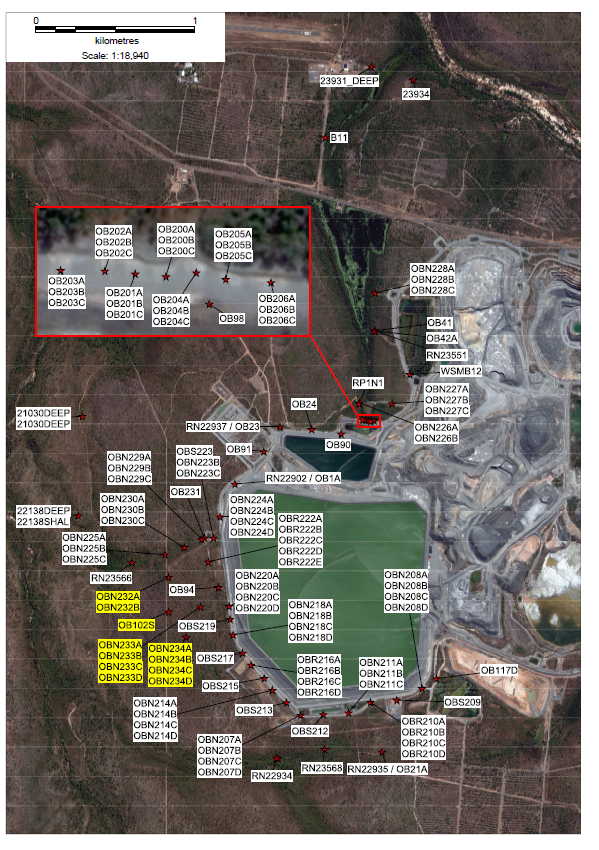 0 1
kilometres
Scale: 1:18,940
23931_DEEP
23934
B11
OB202A
OB202B
OB202C
OB200A
OB200B
OB200C
OB205A
OB205B
OB205C
OB203A
OB203B
OB203C
OB201A
OB201B
OB201C
OB204A
OB204B
OB204C
OB98
OB206A
OB206B
OB206C
OBN228A
OBN228B
OBN228C
OB41
OB42A
RN23551
WSMB12
RP1N1
OBN227A
OBN227B
OBN227C
OB24
21030DEEP
21030DEEP
RN22937 / OB23
OBN226A
OBN226B
OB90
OBS223
OBN223B
OBN223C
OB91
OBN229A
OBN229B
OBN229C
RN22902 / OB1A
OB231
OBN230A
OBN230B
OBN230C
OBN224A
OBN224B
OBN224C
OBN224D
22138DEEP
22138SHAL
OBR222A
OBR222B
OBR222C
OBR222D
OBR222E
OBN225A
OBN225B
OBN225C
RN23566
OB94
OBN220A
OBN220B
OBN220C
OBN220D
OBN208A
OBN208B
OBN208C
OBN208D
OBN232A
OBN232B
OB102S
OBS219
OBN218A
OBN218B
OBN218C
OBN218D
OBN233A
OBN233B
OBN233C
OBN233D
OBN234A
OBN234B
OBN234C
OBN234D
OBS217
OBR216A
OBR216B
OBR216C
OBR216D
OBN211A
OBN211B
OBN211C
OB117D
OBS215
OBS209
OBN214A
OBN214B
OBN214C
OBN214D
OBS213
OBR210A
OBR210B
OBR210C
OBR210D
OBS212
OBN207A
OBN207B
OBN207C
OBN207D
RN22934
RN23568
RN22935 / OB21A